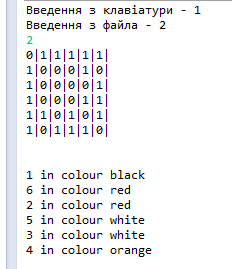 Введення з клавіатури - 1
Введення з файла - 2
2
0|1|1|1|1|1|
1|0|0|0|1|0|
1|0|0|0|0|1|
1|0|0|0|1|1|
1|1|0|1|0|1|
1|0|1|1|1|0|
1 in colour black
6 in colour red
2 in colour red
5 in colour white
3 in colour white
4 in colour orange